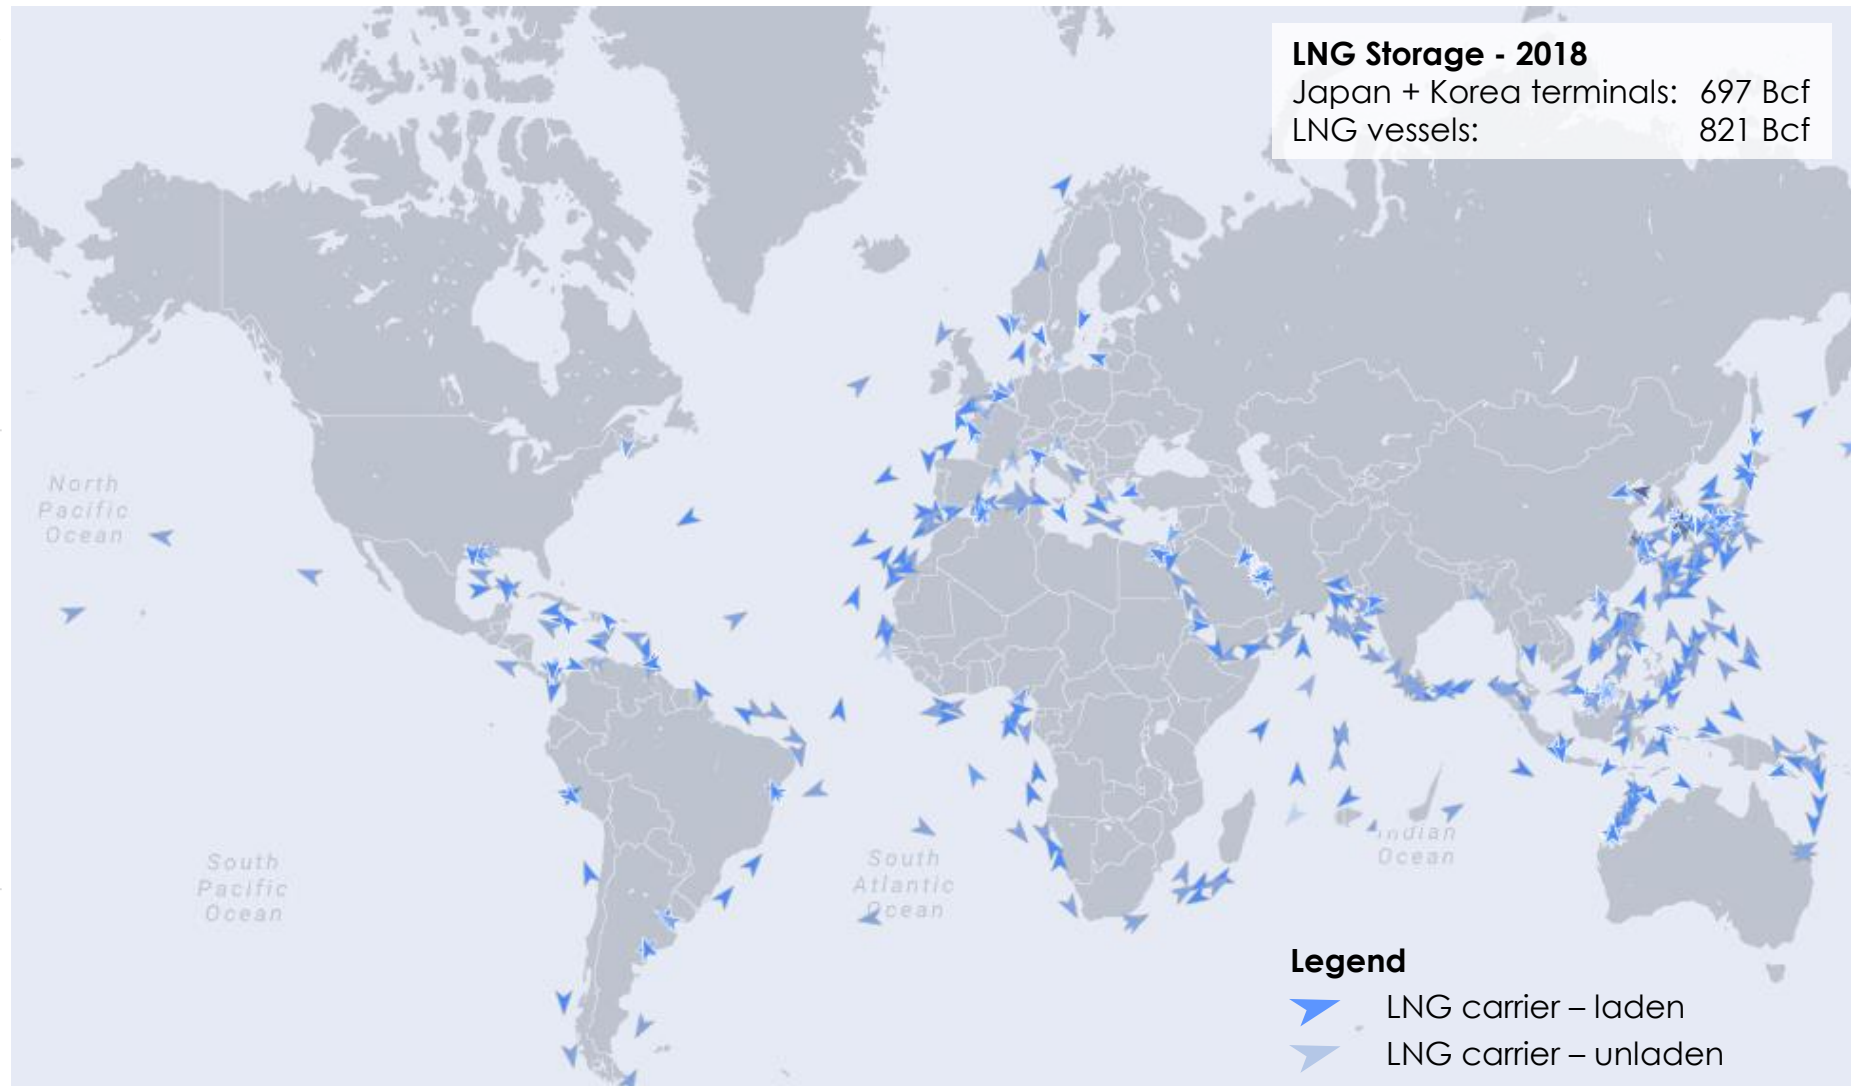 LNG Storage - 2018
Japan + Korea terminals: 697 Bcf
LNG vessels: 821 Bcf
North
Pacific
Ocean
South
Pacific
Ocean
South
Atlantic
Ocean
Indian
Ocean
Legend
LNG carrier – laden
LNG carrier – unladen